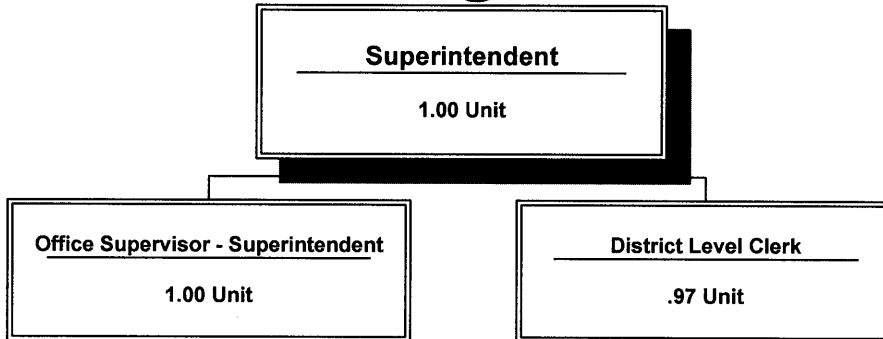 Superintendent
1.00 Unit
Office Supervisor - Superintendent
1.00 Unit
District Level Clerk
.97 Unit